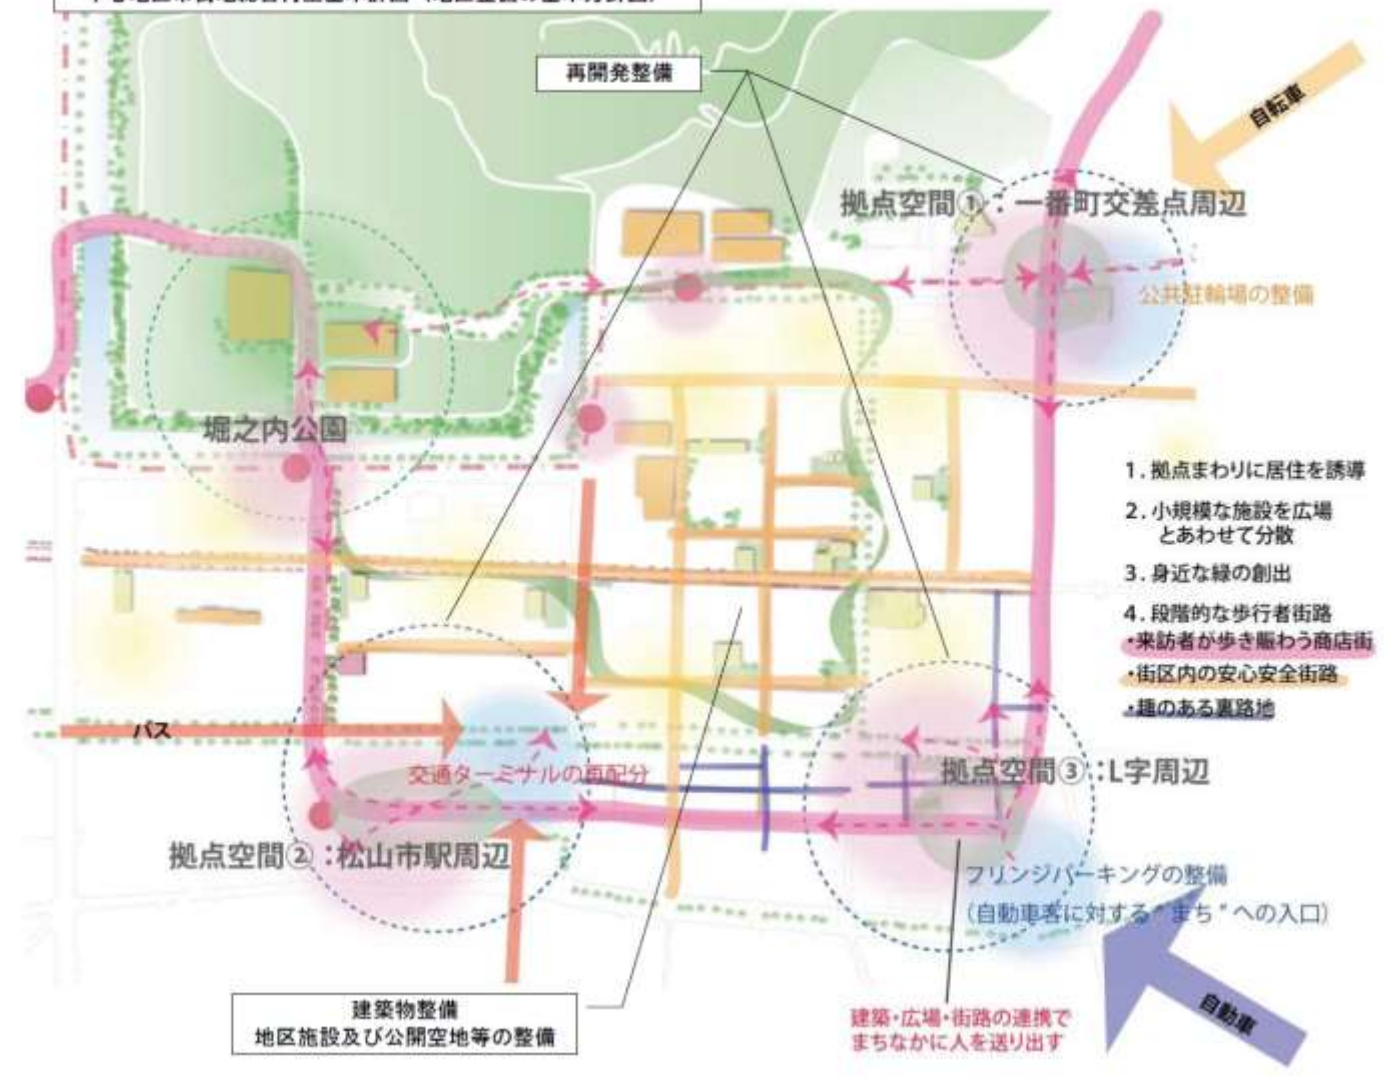 再開発整備
自転車
拠点空間①：一番町交差点周辺
公共駐輪場の整備
堀之内公園
1. 拠点まわりに居住を誘導
2. 小規模な施設を広場
とあわせて分散
3. 身近な緑の創出
4. 段階的な歩行者街路
・来訪者が歩き賑わう商店街
・街区内の安心安全街路
・趣のある裏路地
バス
交通ターミナルの再配分
拠点空間③：L字周辺
拠点空間②：松山市駅周辺
フリンジパーキングの整備
（自動車客に対する“まち”への入口）
自動車
建築物整備
地区施設及び公開空地等の整備
建築・広場・街路の連携で
まちなかに人を送り出す